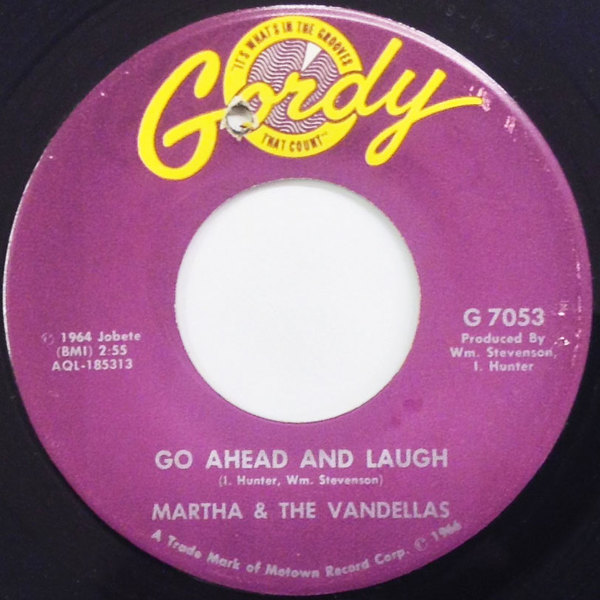 "IT'S WHAT'S IN THE GROOVES
Gordy
THAT COUNT"
© 1964 Jobete
(BMI) 2:55
AQL-185313
G 7053
Produced By
Wm. Stevenson,
I. Hunter
GO AHEAD AND LAUGH
(I. Hunter, Wm. Stevenson)
MARTHA & THE VANDELLAS
A Trade Mark of Motown Record Corp. © 1966